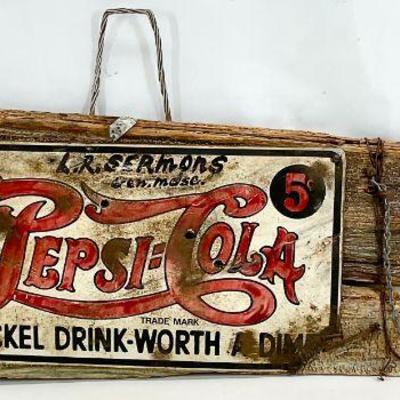 L.R. SERMONS
Gen. mdse.
5¢
PEPSI=COLA
TRADE MARK
CKEL DRINK-WORTH A DIM